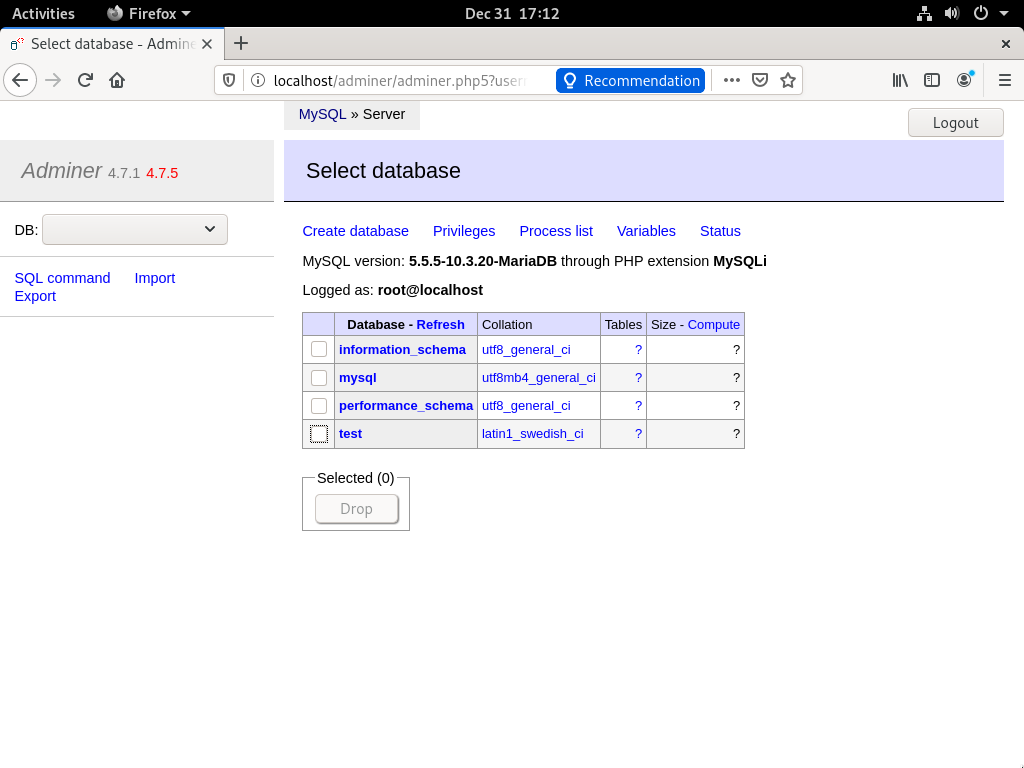 Activities Firefox Dec 31 17:12
Select database - Admine
localhost/adminer/adminer.php5?user Recommendation
MySQL » Server
Logout
Adminer 4.7.1 4.7.5
Select database
DB:
Create database Privileges Process list Variables Status
MySQL version: 5.5.5-10.3.20-MariaDB through PHP extension MySQLi
SQL command Import
Export
Logged as: root@localhost
Database - Refresh Collation Tables Size - Compute
information_schema utf8_general_ci ? ?
mysql utf8mb4_general_ci ? ?
performance_schema utf8_general_ci ? ?
test latin1_swedish_ci ? ?
Selected (0)
Drop